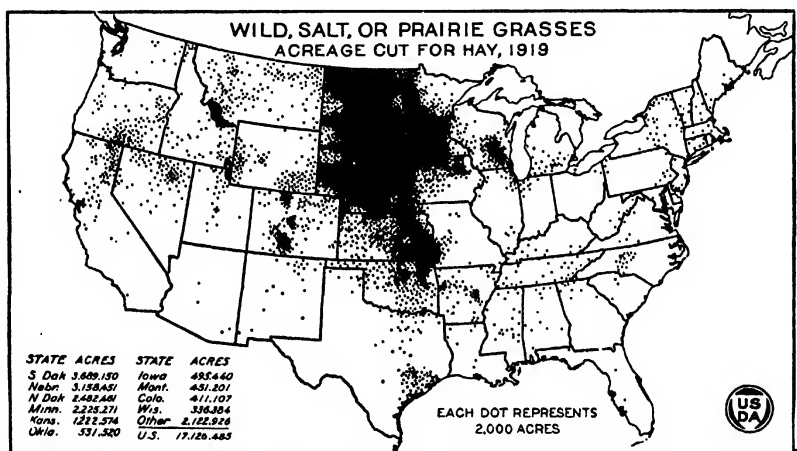 WILD, SALT, OR PRAIRIE GRASSES
ACREAGE CUT FOR HAY, 1919
STATE ACRES STATE ACRES
S Dak 3,689,150 Iowa 495,440
Nebr. 3,158,451 Mont. 451,201
N Dak 2,482,461 Colo. 411,107
Minn. 2,225,271 Wis. 336,384
Kans. 1,222,574 Other 2,122,926
Okla. 531,520 U.S. 17,126,485
EACH DOT REPRESENTS
2,000 ACRES
US
DA